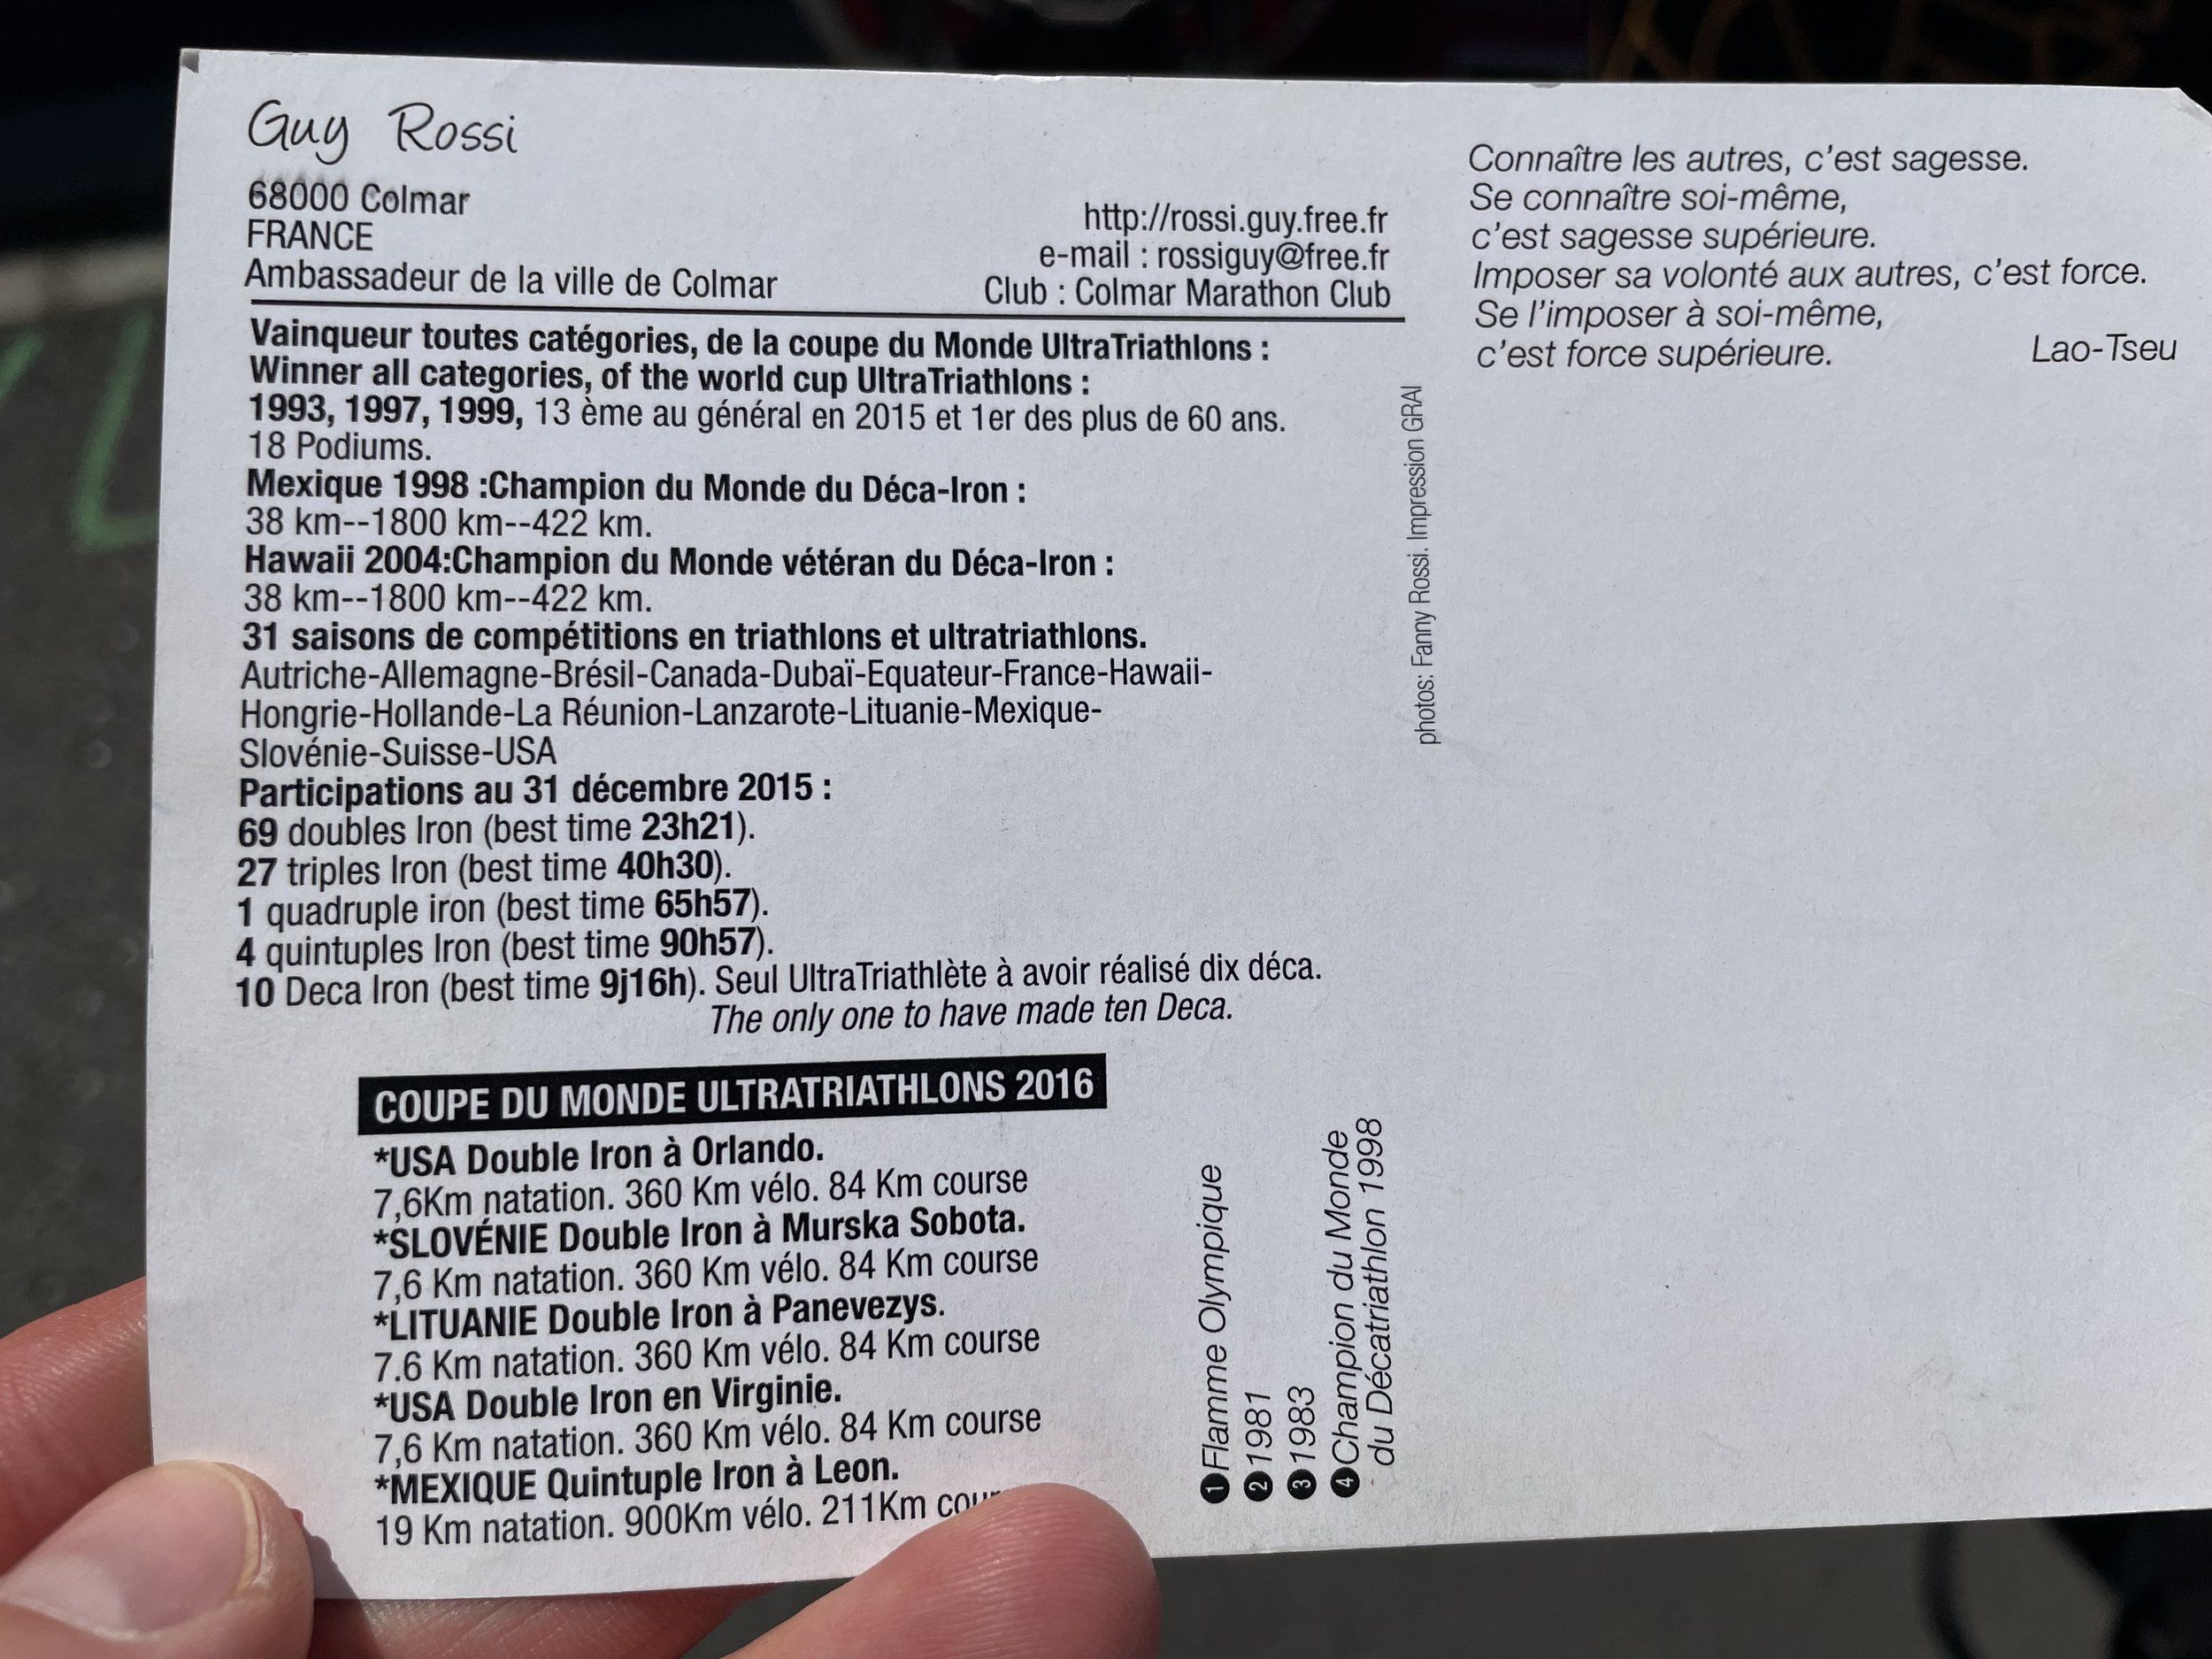 Guy Rossi
68000 Colmar
FRANCE
Ambassadeur de la ville de Colmar
http://rossi.guy.free.fr
e-mail : rossiguy@free.fr
Club : Colmar Marathon Club
Vainqueur toutes catégories, de la coupe du Monde UltraTriathlons :
Winner all categories, of the world cup UltraTriathlons :
1993, 1997, 1999, 13 ème au général en 2015 et 1er des plus de 60 ans.
18 Podiums.
Mexique 1998 :Champion du Monde du Déca-Iron :
38 km--1800 km--422 km.
Hawaii 2004:Champion du Monde vétéran du Déca-Iron :
38 km--1800 km--422 km.
31 saisons de compétitions en triathlons et ultratriathlons.
Autriche-Allemagne-Brésil-Canada-Dubaï-Equateur-France-Hawaii-
Hongrie-Hollande-La Réunion-Lanzarote-Lituanie-Mexique-
Slovénie-Suisse-USA
Participations au 31 décembre 2015 :
69 doubles Iron (best time 23h21).
27 triples Iron (best time 40h30).
1 quadruple iron (best time 65h57).
4 quintuples Iron (best time 90h57).
10 Deca Iron (best time 9j16h). Seul UltraTriathlète à avoir réalisé dix déca.
The only one to have made ten Deca.
COUPE DU MONDE ULTRATRIATHLONS 2016
*USA Double Iron à Orlando.
7,6Km natation. 360 Km vélo. 84 Km course
*SLOVÉNIE Double Iron à Murska Sobota.
7,6 Km natation. 360 Km vélo. 84 Km course
*LITUANIE Double Iron à Panevezys.
7.6 Km natation. 360 Km vélo. 84 Km course
*USA Double Iron en Virginie.
7,6 Km natation. 360 Km vélo. 84 Km course
*MEXIQUE Quintuple Iron à Leon.
19 Km natation. 900Km vélo. 211Km
❶Flamme Olympique
❷1981
❸1983
❹Champion du Monde
du Décatriathlon 1998
photos: Fanny Rossi. Impression GRAI
Connaître les autres, c'est sagesse.
Se connaître soi-même,
c'est sagesse supérieure.
Imposer sa volonté aux autres, c'est force.
Se l'imposer à soi-même,
c'est force supérieure.
Lao-Tseu